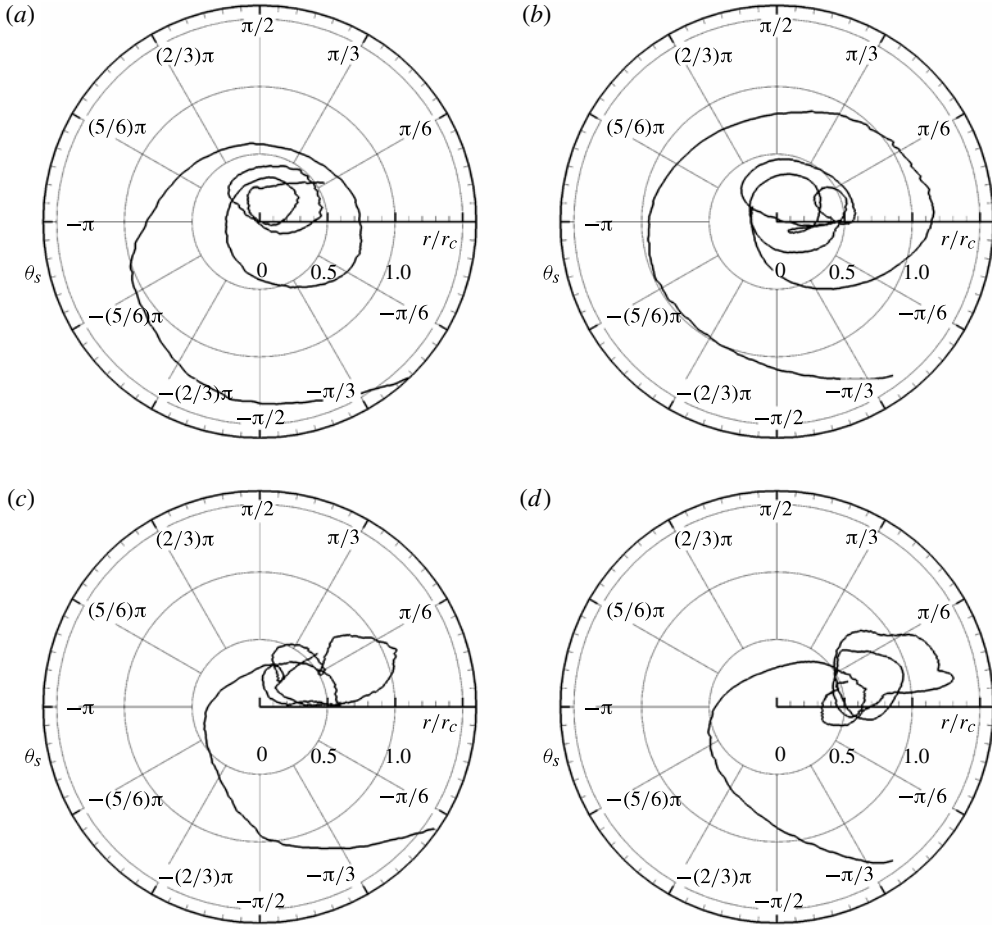 (a)
π/2
(2/3)π
π/3
(5/6)π
π/6
−π
r/r_c
θ_s
0
0.5
1.0
−(5/6)π
−π/6
−(2/3)π
−π/3
−π/2
(b)
π/2
(2/3)π
π/3
(5/6)π
π/6
−π
r/r_c
θ_s
0
0.5
1.0
−(5/6)π
−π/6
−(2/3)π
−π/3
−π/2
(c)
π/2
(2/3)π
π/3
(5/6)π
π/6
−π
r/r_c
θ_s
0
0.5
1.0
−(5/6)π
−π/6
−(2/3)π
−π/3
−π/2
(d)
π/2
(2/3)π
π/3
(5/6)π
π/6
−π
r/r_c
θ_s
0
0.5
1.0
−(5/6)π
−π/6
−(2/3)π
−π/3
−π/2